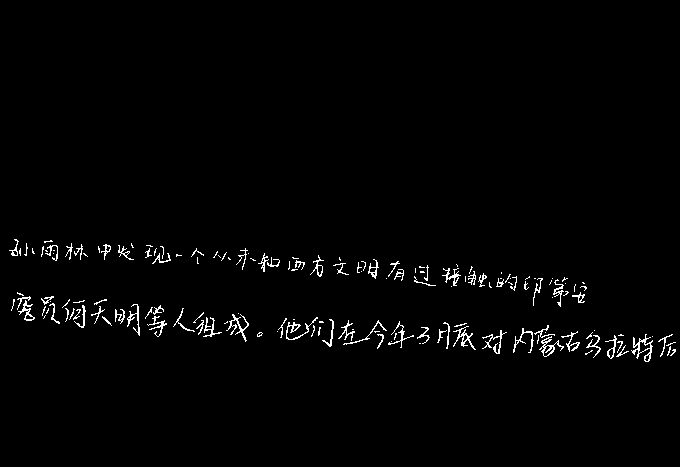 孙雨林中发现一个从未和西方文明有过接触的印第安
度员何天明等人组成。他们在今年3月底对内蒙古乌拉特后